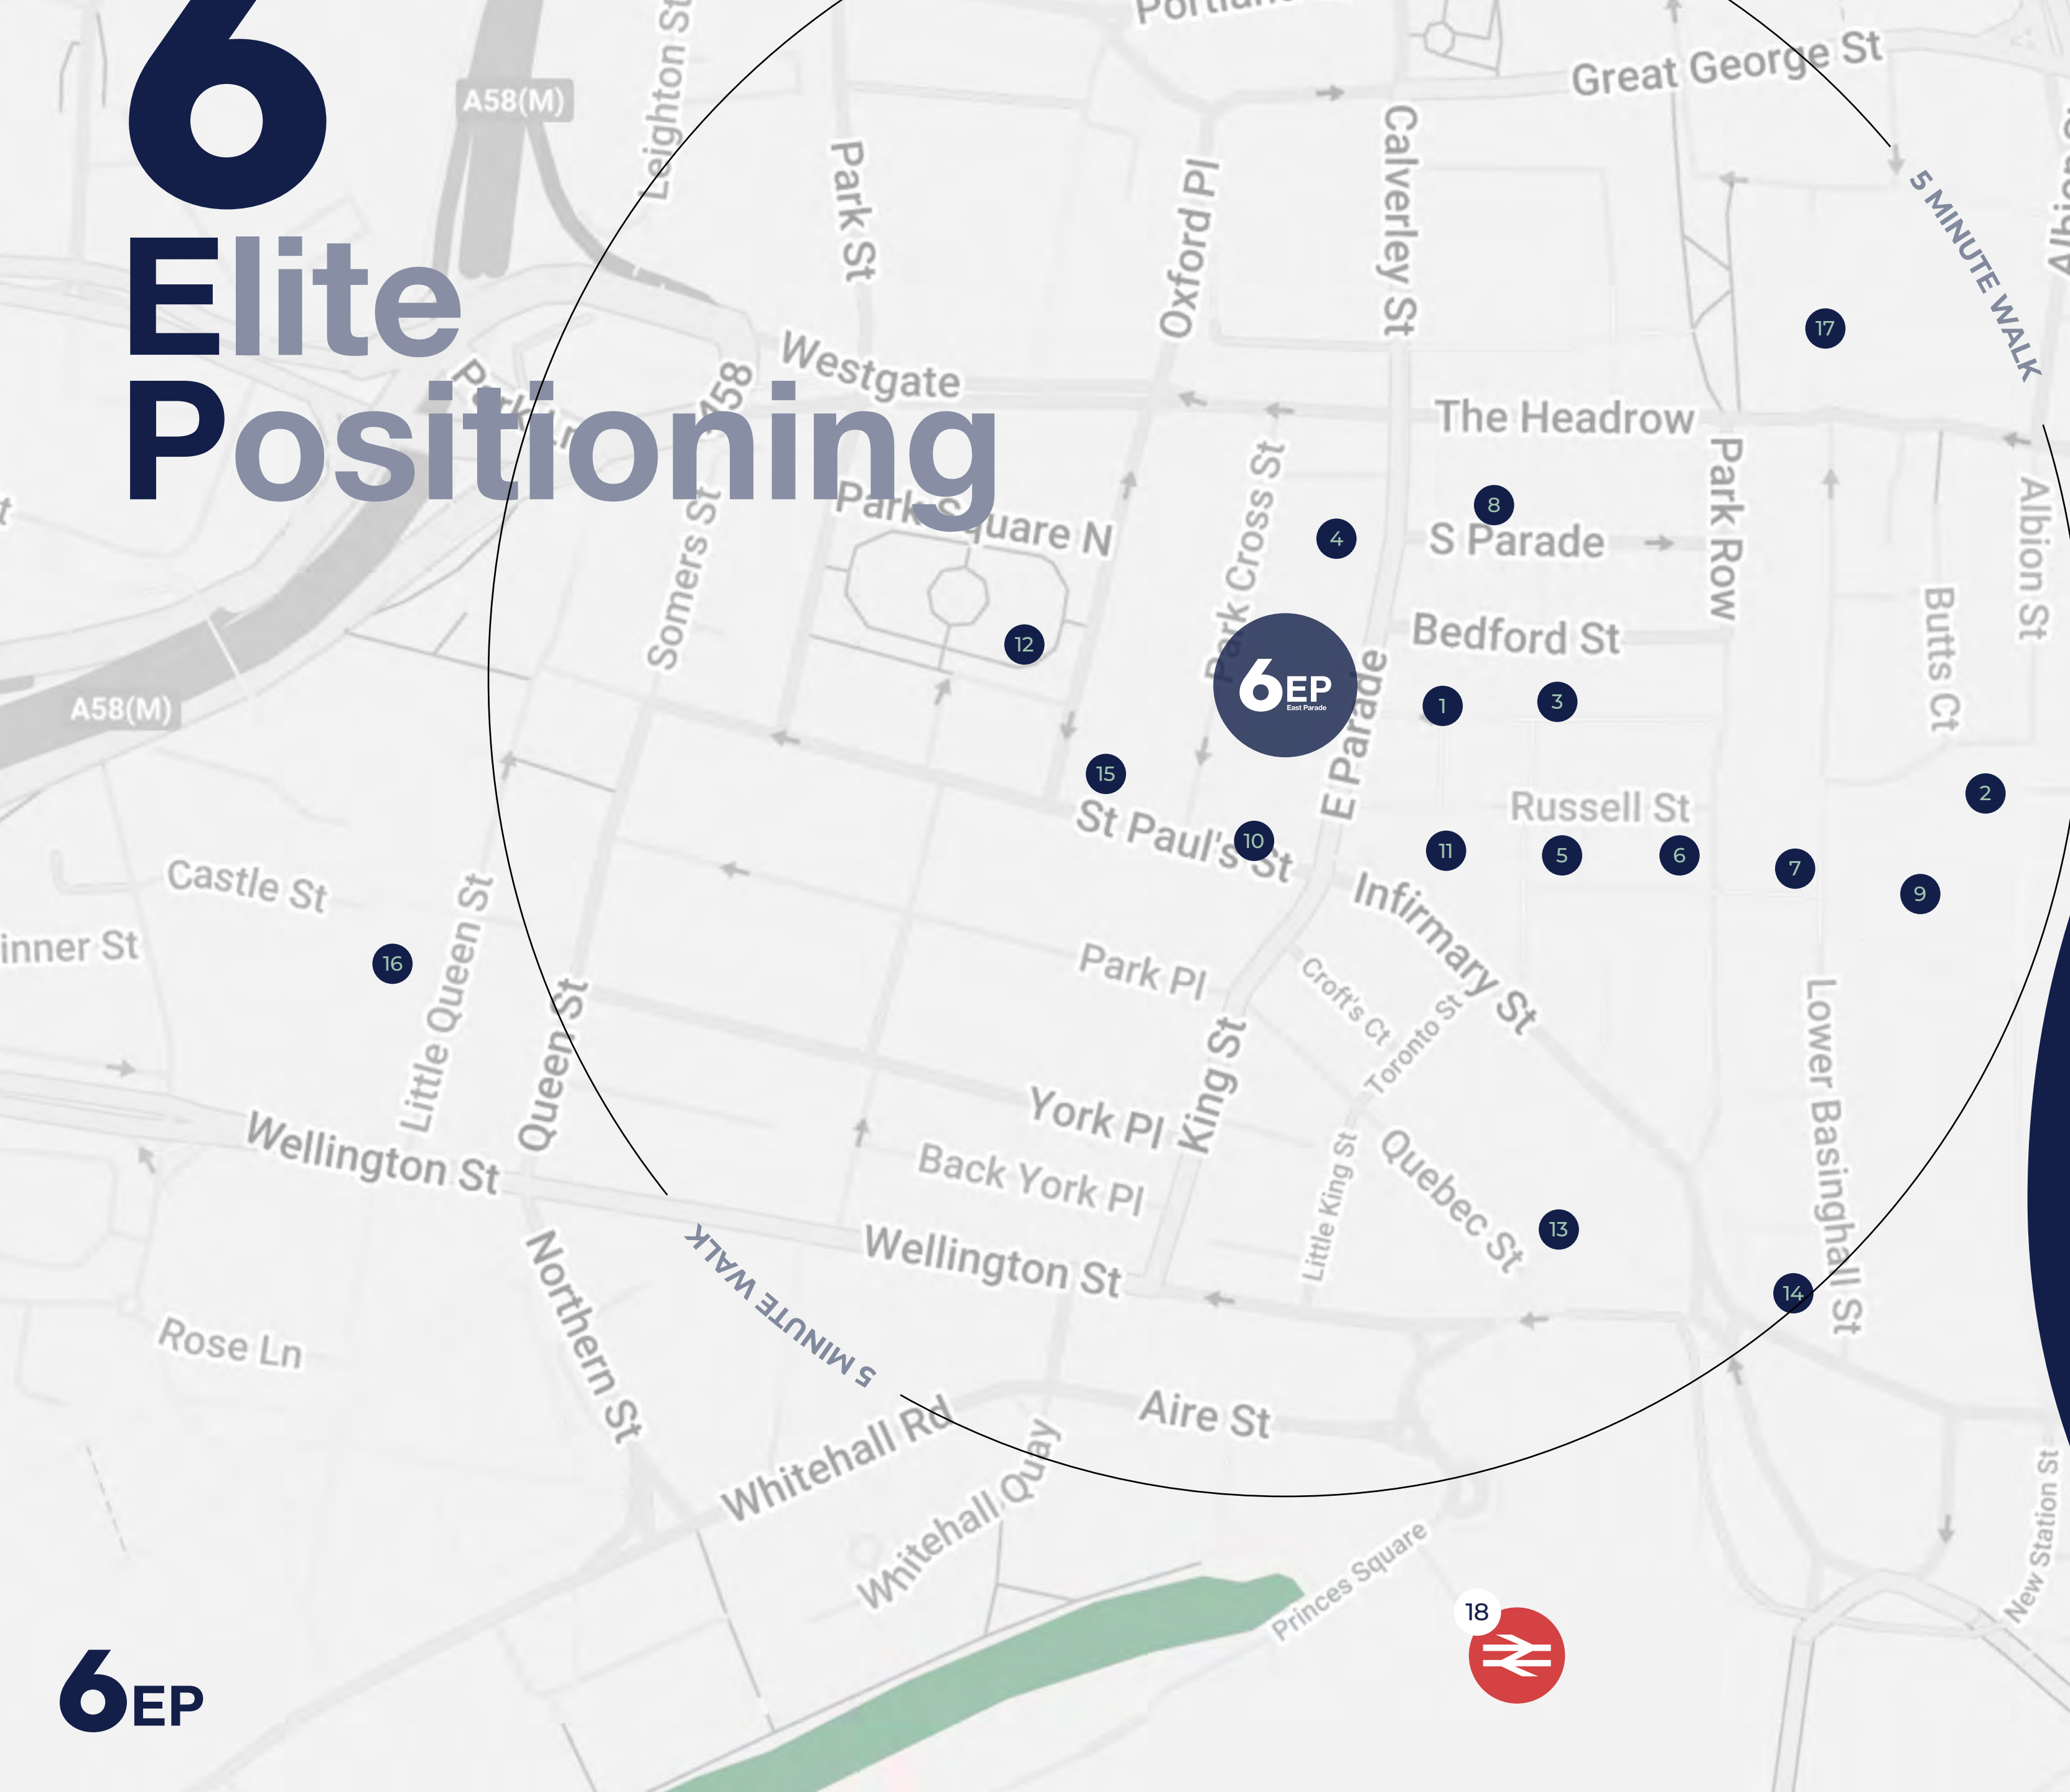 6
Elite
Positioning
A58(M)
Leighton St
Park St
Oxford Pl
Calverley St
Great George St
5 MINUTE WALK
17
Westgate
A58
Park Ln
The Headrow
Park Row
Albion St
Butts Ct
8
S Parade
4
Park Cross St
Park Square N
Somers St
12
Bedford St
6EP
East Parade
E Parade
1
3
A58(M)
15
St Paul's St
10
Russell St
2
11
5
6
7
9
Infirmary St
Castle St
inner St
16
Little Queen St
Queen St
Park Pl
Croft's Ct
Toronto St
King St
Lower Basinghall St
York Pl
Back York Pl
Little King St
Quebec St
13
14
Wellington St
Wellington St
5 MINUTE WALK
Northern St
Rose Ln
Whitehall Rd
Aire St
Whitehall Quay
Princes Square
New Station St
18
6EP